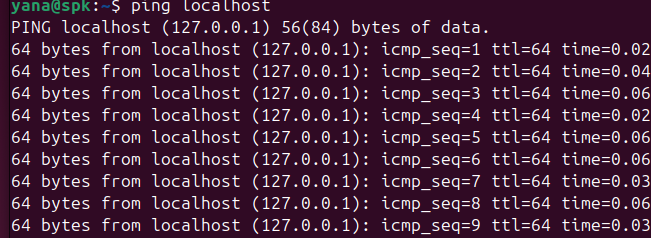 yana@spk:~$ ping localhost
PING localhost (127.0.0.1) 56(84) bytes of data.
64 bytes from localhost (127.0.0.1): icmp_seq=1 ttl=64 time=0.02
64 bytes from localhost (127.0.0.1): icmp_seq=2 ttl=64 time=0.04
64 bytes from localhost (127.0.0.1): icmp_seq=3 ttl=64 time=0.06
64 bytes from localhost (127.0.0.1): icmp_seq=4 ttl=64 time=0.02
64 bytes from localhost (127.0.0.1): icmp_seq=5 ttl=64 time=0.06
64 bytes from localhost (127.0.0.1): icmp_seq=6 ttl=64 time=0.06
64 bytes from localhost (127.0.0.1): icmp_seq=7 ttl=64 time=0.03
64 bytes from localhost (127.0.0.1): icmp_seq=8 ttl=64 time=0.06
64 bytes from localhost (127.0.0.1): icmp_seq=9 ttl=64 time=0.03